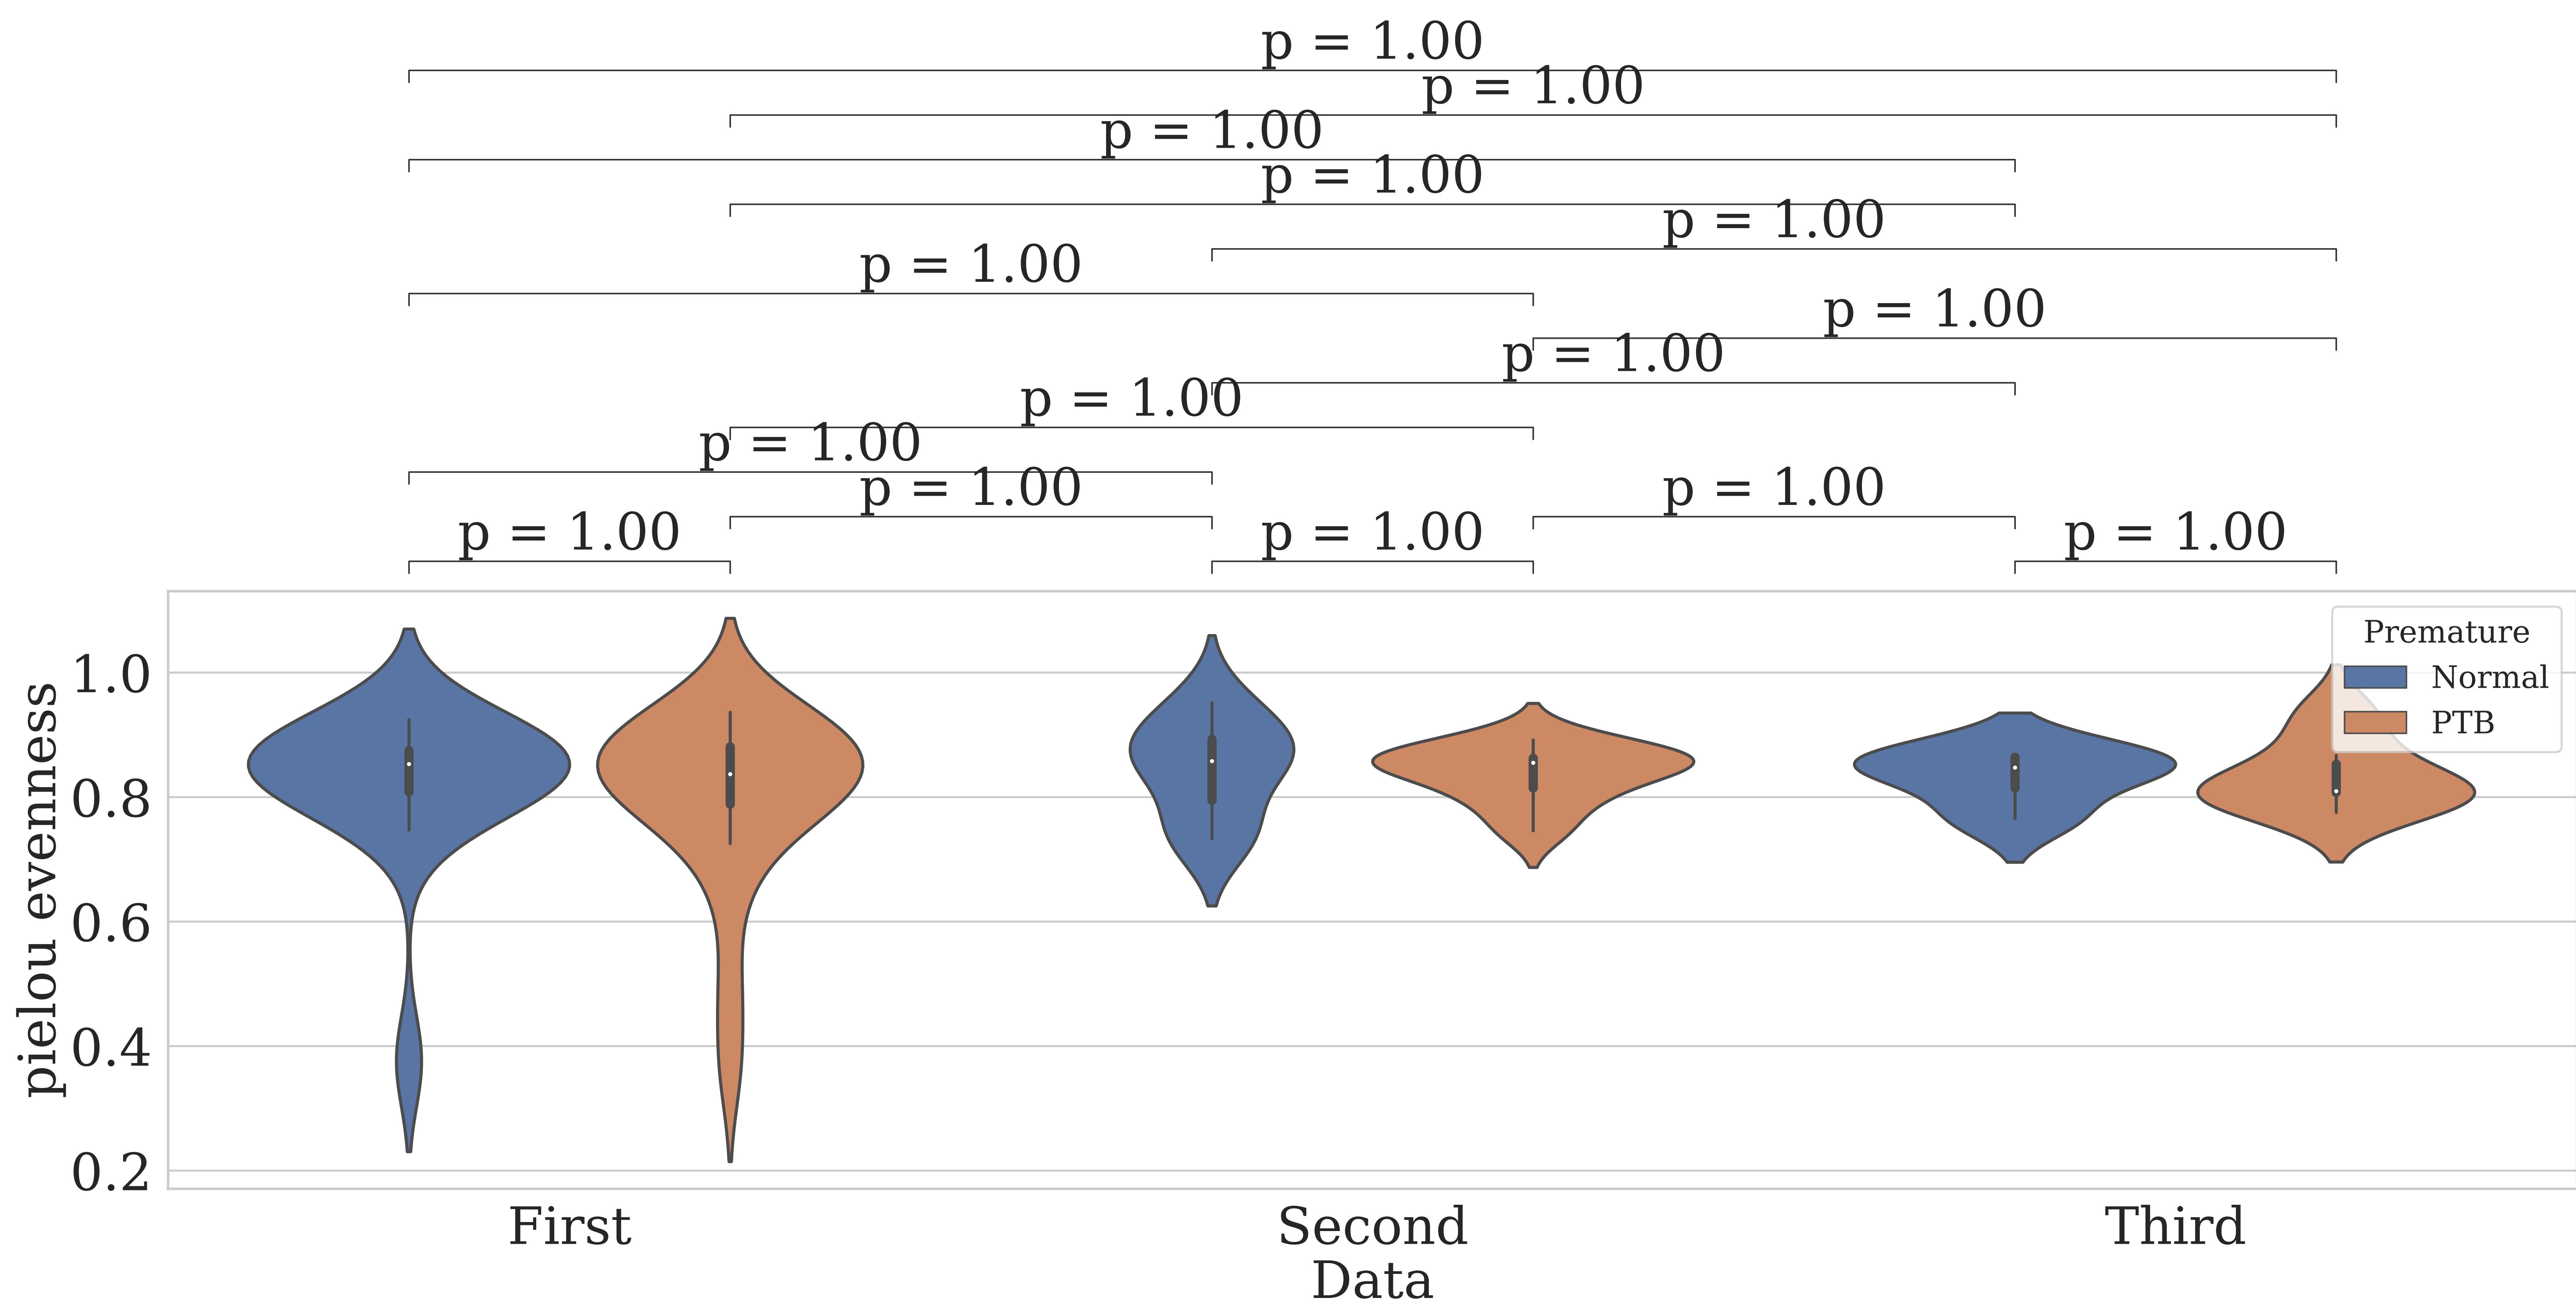 p = 1.00
p = 1.00
p = 1.00
p = 1.00
p = 1.00
p = 1.00
p = 1.00
p = 1.00
p = 1.00
p = 1.00
p = 1.00 p = 1.00
p = 1.00 p = 1.00 p = 1.00
Premature
Normal
PTB
pielou evenness
1.0
0.8
0.6
0.4
0.2
First Second Third
Data